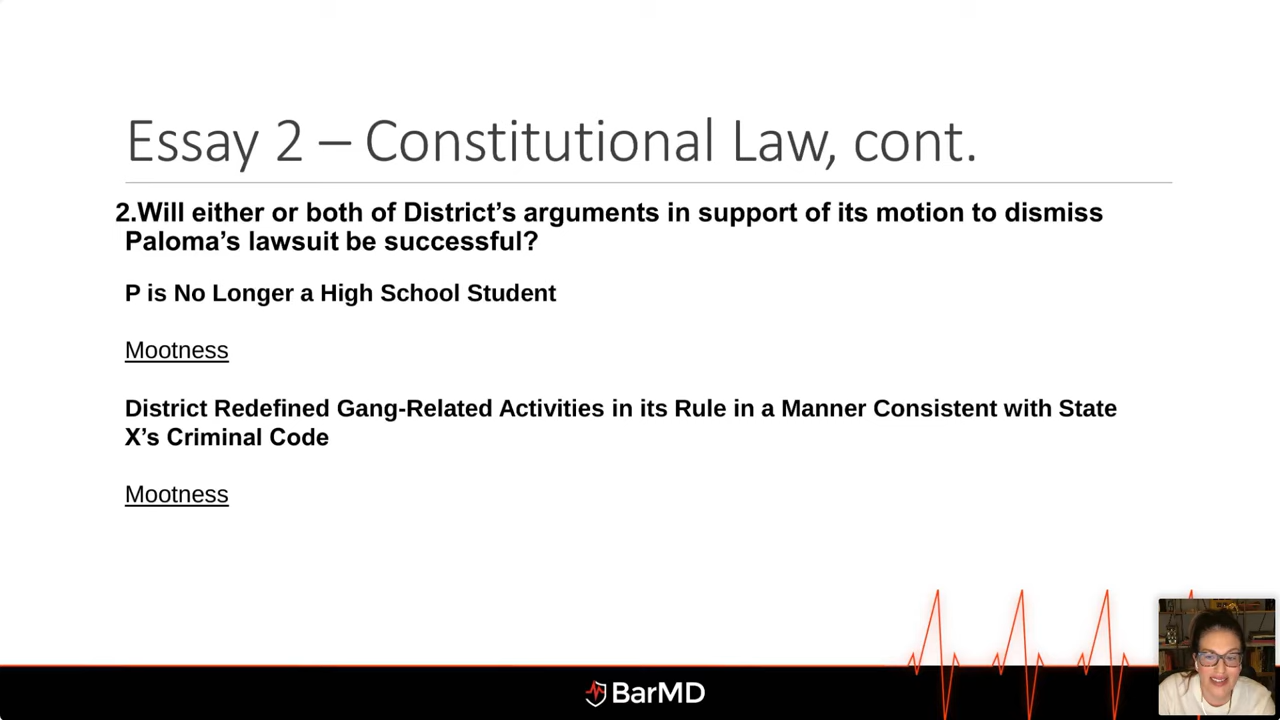 Essay 2 – Constitutional Law, cont.
2.Will either or both of District’s arguments in support of its motion to dismiss
Paloma’s lawsuit be successful?
P is No Longer a High School Student
Mootness
District Redefined Gang-Related Activities in its Rule in a Manner Consistent with State
X’s Criminal Code
Mootness
BarMD